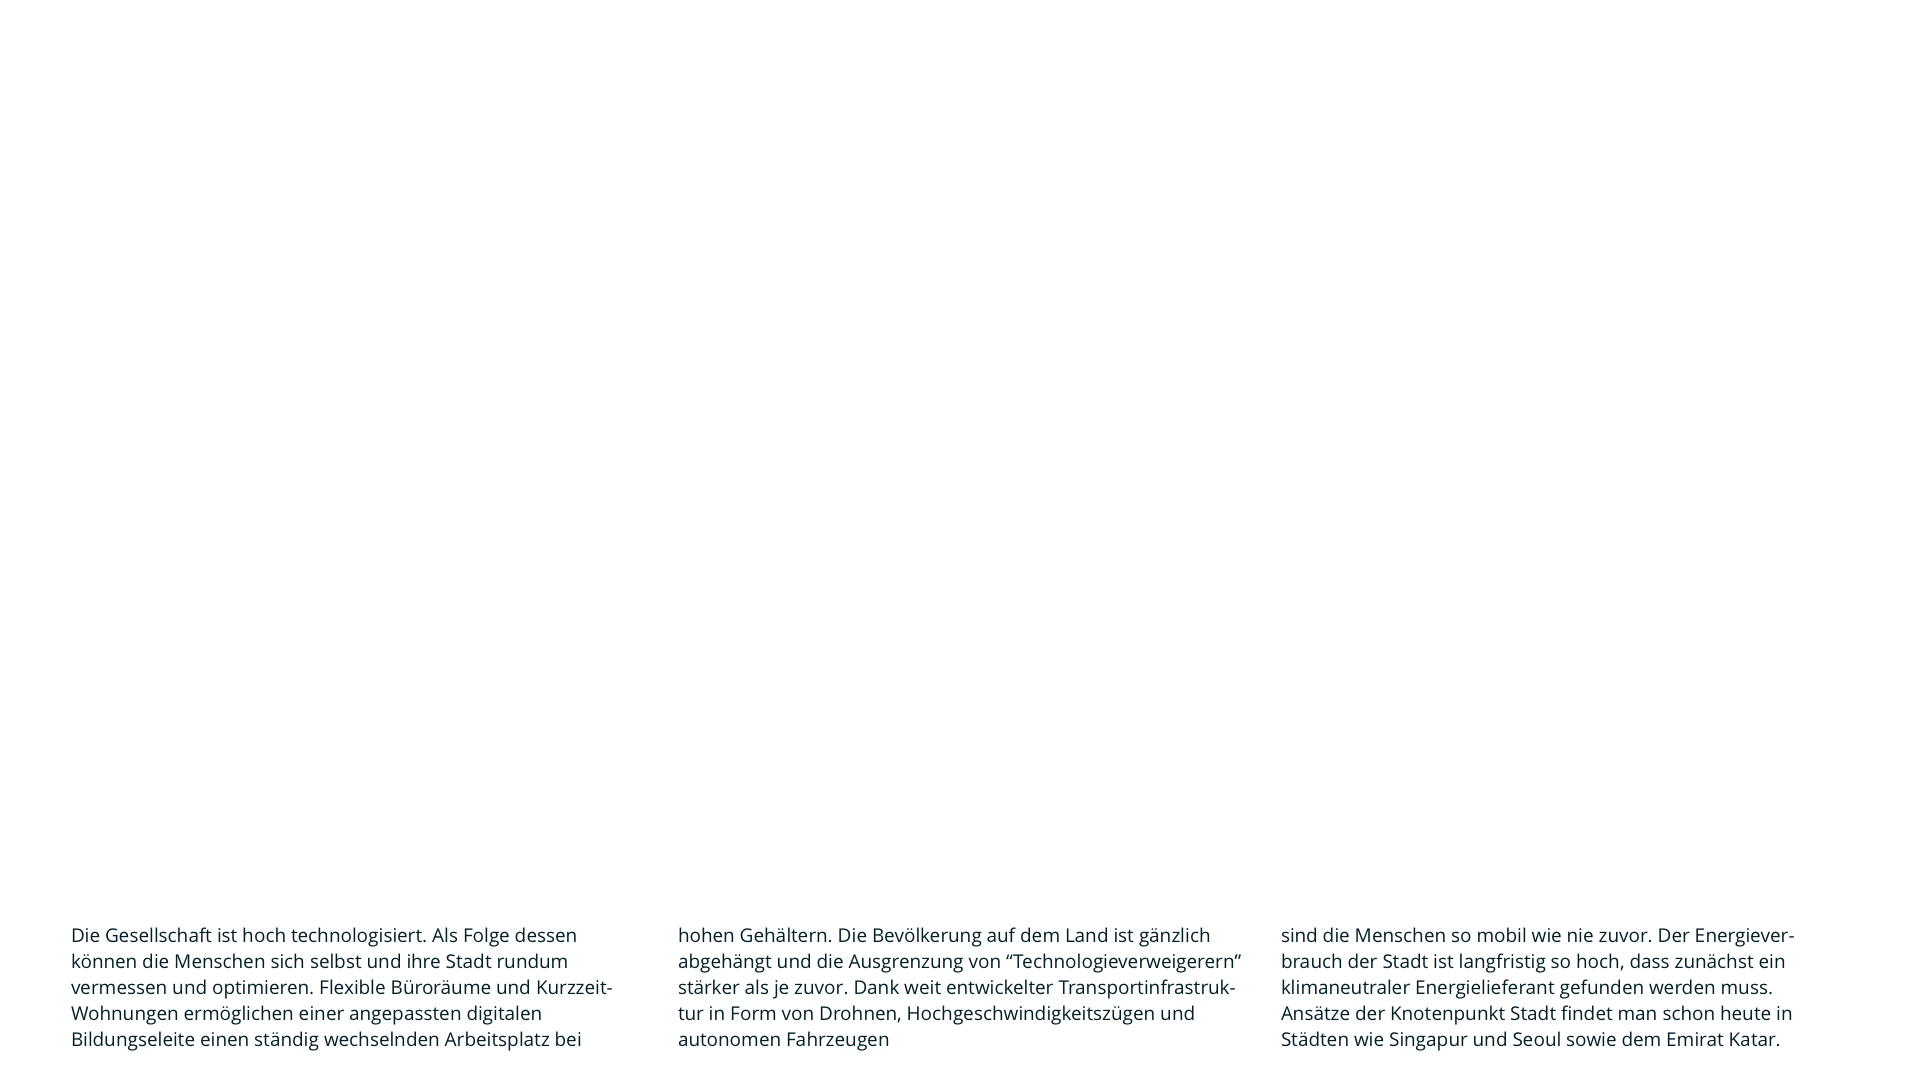 Die Gesellschaft ist hoch technologisiert. Als Folge dessen
können die Menschen sich selbst und ihre Stadt rundum
vermessen und optimieren. Flexible Büroräume und Kurzzeit-
Wohnungen ermöglichen einer angepassten digitalen
Bildungseleite einen ständig wechselnden Arbeitsplatz bei
hohen Gehältern. Die Bevölkerung auf dem Land ist gänzlich
abgehängt und die Ausgrenzung von “Technologieverweigerern”
stärker als je zuvor. Dank weit entwickelter Transportinfrastruk-
tur in Form von Drohnen, Hochgeschwindigkeitszügen und
autonomen Fahrzeugen
sind die Menschen so mobil wie nie zuvor. Der Energiever-
brauch der Stadt ist langfristig so hoch, dass zunächst ein
klimaneutraler Energielieferant gefunden werden muss.
Ansätze der Knotenpunkt Stadt findet man schon heute in
Städten wie Singapur und Seoul sowie dem Emirat Katar.